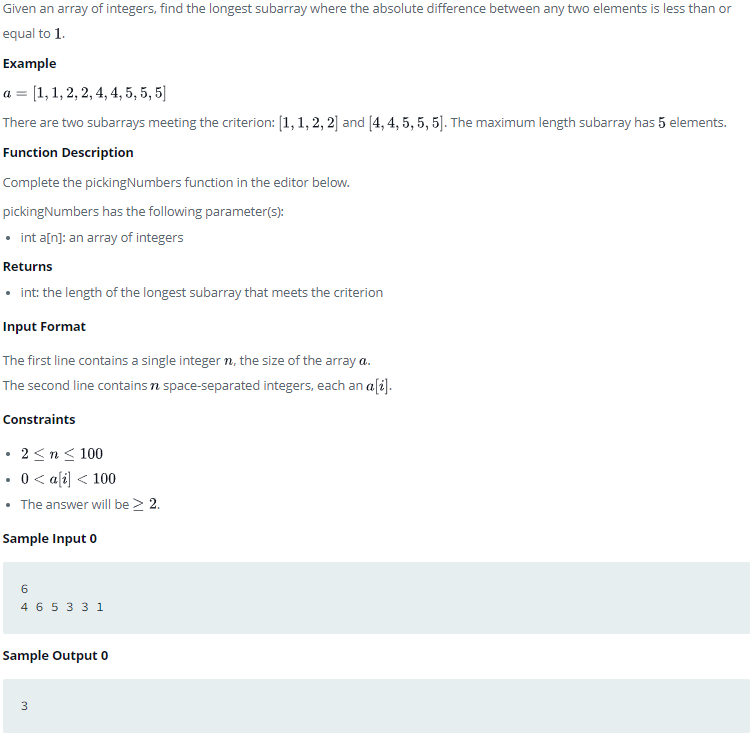 Given an array of integers, find the longest subarray where the absolute difference between any two elements is less than or
equal to 1.
Example
a = [1, 1, 2, 2, 4, 4, 5, 5, 5]
There are two subarrays meeting the criterion: [1, 1, 2, 2] and [4, 4, 5, 5, 5]. The maximum length subarray has 5 elements.
Function Description
Complete the pickingNumbers function in the editor below.
pickingNumbers has the following parameter(s):
• int a[n]: an array of integers
Returns
• int: the length of the longest subarray that meets the criterion
Input Format
The first line contains a single integer n, the size of the array a.
The second line contains n space-separated integers, each an a[i].
Constraints
• 2 ≤ n ≤ 100
• 0 < a[i] < 100
• The answer will be ≥ 2.
Sample Input 0
6
4 6 5 3 3 1
Sample Output 0
3